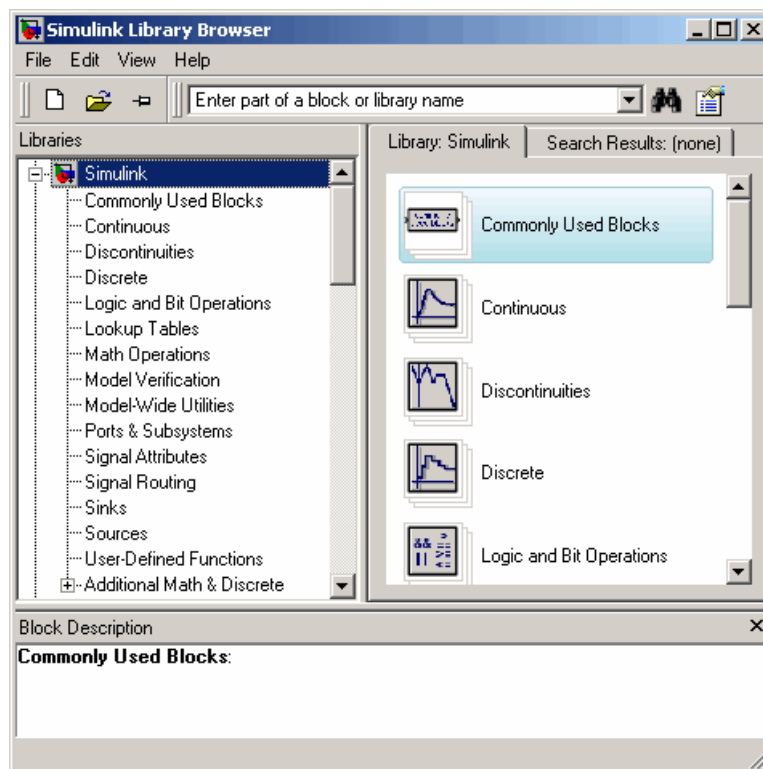 Simulink Library Browser
File Edit View Help
Enter part of a block or library name
Libraries
Simulink
Commonly Used Blocks
Continuous
Discontinuities
Discrete
Logic and Bit Operations
Lookup Tables
Math Operations
Model Verification
Model-Wide Utilities
Ports & Subsystems
Signal Attributes
Signal Routing
Sinks
Sources
User-Defined Functions
Additional Math & Discrete
Library: Simulink
Search Results: (none)
Commonly Used Blocks
Continuous
Discontinuities
Discrete
Logic and Bit Operations
Block Description
Commonly Used Blocks: